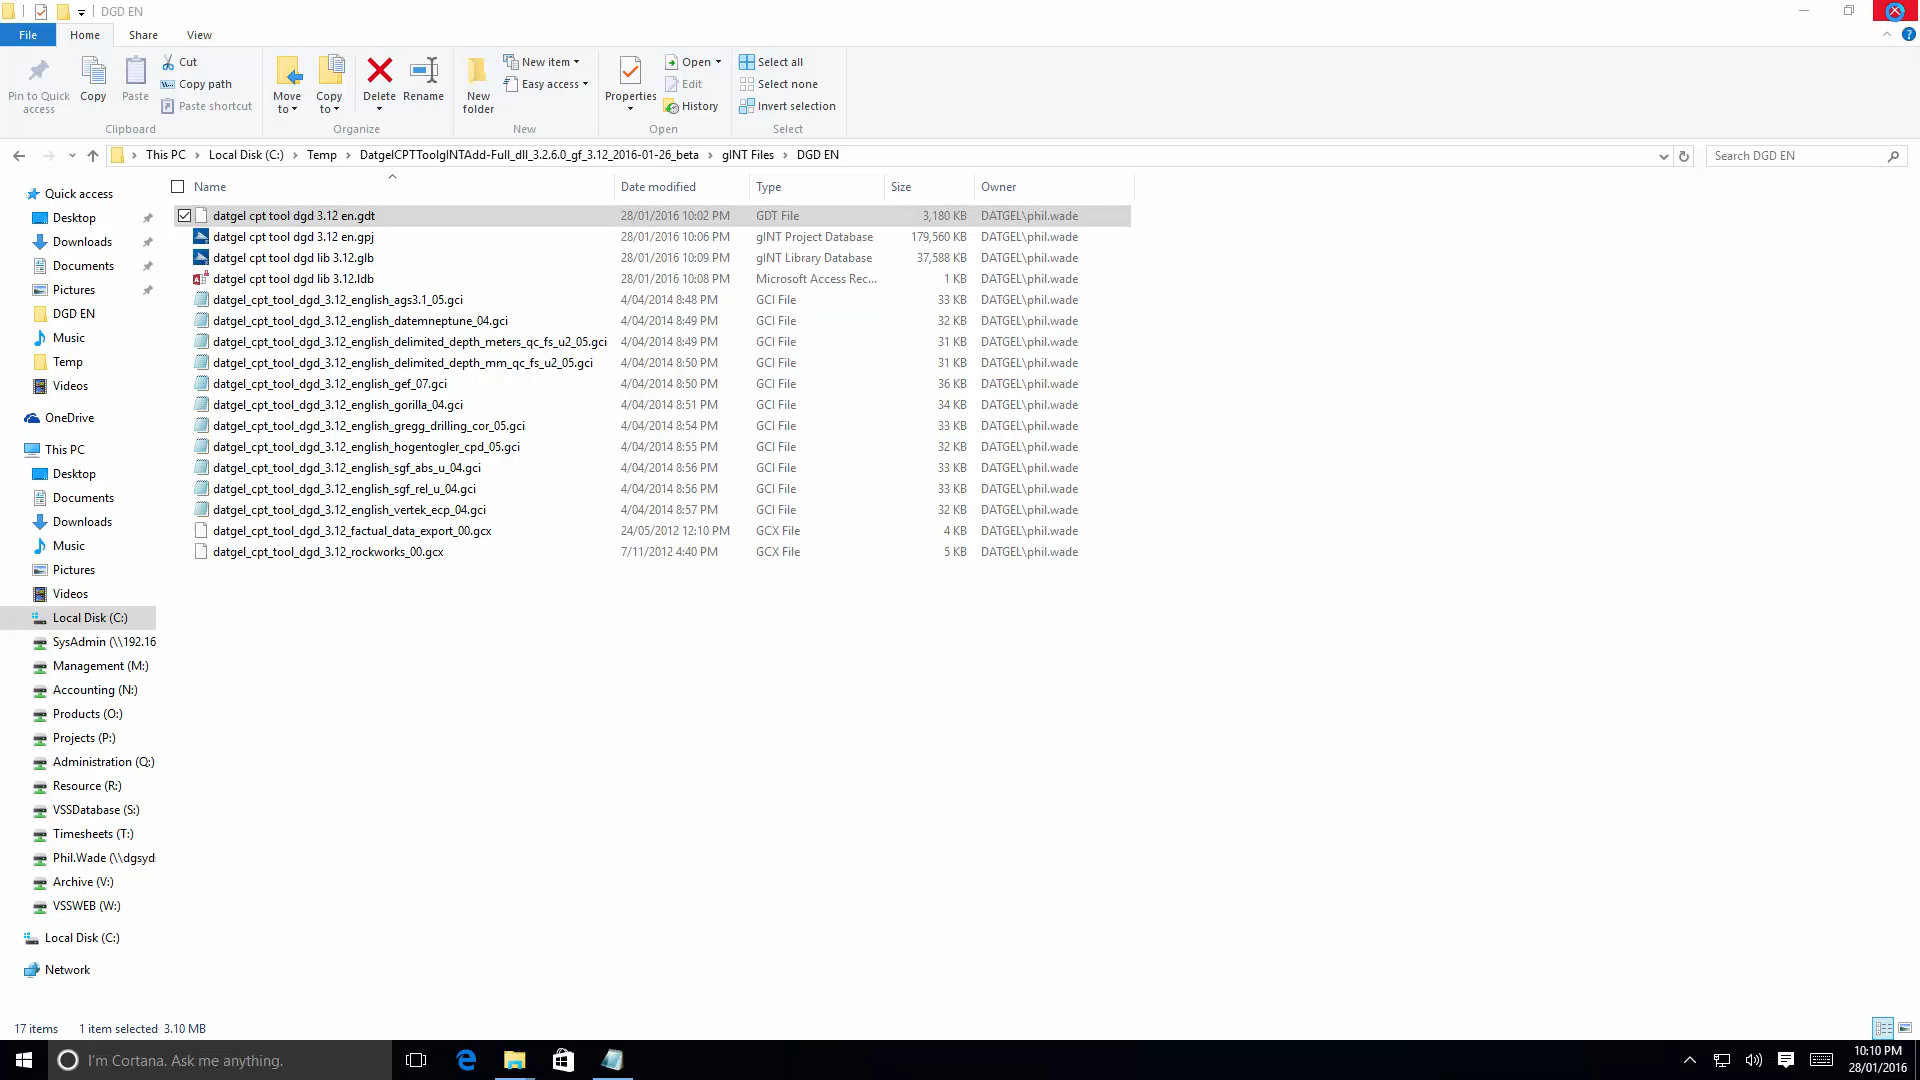 DGD EN
File Home Share View
Pin to Quick access
Copy
Paste
Cut
Copy path
Paste shortcut
Clipboard
Move to
Copy to
Delete
Rename
Organize
New folder
New item
Easy access
New
Properties
Open
Edit
History
Open
Select all
Select none
Invert selection
Select
This PC > Local Disk (C:) > Temp > DatgelCPTToolgINTAdd-Full_dll_3.2.6.0_gf_3.12_2016-01-26_beta > gINT Files > DGD EN
Search DGD EN
Quick access
Desktop
Downloads
Documents
Pictures
DGD EN
Music
Temp
Videos
OneDrive
This PC
Desktop
Documents
Downloads
Music
Pictures
Videos
Local Disk (C:)
SysAdmin (\\192.16
Management (M:)
Accounting (N:)
Products (O:)
Projects (P:)
Administration (Q:)
Resource (R:)
VSSDatabase (S:)
Timesheets (T:)
Phil.Wade (\\dgsyd
Archive (V:)
VSSWEB (W:)
Local Disk (C:)
Network
Name Date modified Type Size Owner
datgel cpt tool dgd 3.12 en.gdt 28/01/2016 10:02 PM GDT File 3,180 KB DATGEL\phil.wade
datgel cpt tool dgd 3.12 en.gpj 28/01/2016 10:06 PM gINT Project Database 179,560 KB DATGEL\phil.wade
datgel cpt tool dgd lib 3.12.glb 28/01/2016 10:09 PM gINT Library Database 37,588 KB DATGEL\phil.wade
datgel cpt tool dgd lib 3.12.ldb 28/01/2016 10:08 PM Microsoft Access Rec... 1 KB DATGEL\phil.wade
datgel_cpt_tool_dgd_3.12_english_ags3.1_05.gci 4/04/2014 8:48 PM GCI File 33 KB DATGEL\phil.wade
datgel_cpt_tool_dgd_3.12_english_datemneptune_04.gci 4/04/2014 8:49 PM GCI File 32 KB DATGEL\phil.wade
datgel_cpt_tool_dgd_3.12_english_delimited_depth_meters_qc_fs_u2_05.gci 4/04/2014 8:49 PM GCI File 31 KB DATGEL\phil.wade
datgel_cpt_tool_dgd_3.12_english_delimited_depth_mm_qc_fs_u2_05.gci 4/04/2014 8:50 PM GCI File 31 KB DATGEL\phil.wade
datgel_cpt_tool_dgd_3.12_english_gef_07.gci 4/04/2014 8:50 PM GCI File 36 KB DATGEL\phil.wade
datgel_cpt_tool_dgd_3.12_english_gorilla_04.gci 4/04/2014 8:51 PM GCI File 34 KB DATGEL\phil.wade
datgel_cpt_tool_dgd_3.12_english_gregg_drilling_cor_05.gci 4/04/2014 8:54 PM GCI File 33 KB DATGEL\phil.wade
datgel_cpt_tool_dgd_3.12_english_hogentogler_cpd_05.gci 4/04/2014 8:55 PM GCI File 32 KB DATGEL\phil.wade
datgel_cpt_tool_dgd_3.12_english_sgf_abs_u_04.gci 4/04/2014 8:56 PM GCI File 33 KB DATGEL\phil.wade
datgel_cpt_tool_dgd_3.12_english_sgf_rel_u_04.gci 4/04/2014 8:56 PM GCI File 33 KB DATGEL\phil.wade
datgel_cpt_tool_dgd_3.12_english_vertek_ecp_04.gci 4/04/2014 8:57 PM GCI File 32 KB DATGEL\phil.wade
datgel_cpt_tool_dgd_3.12_factual_data_export_00.gcx 24/05/2012 12:10 PM GCX File 4 KB DATGEL\phil.wade
datgel_cpt_tool_dgd_3.12_rockworks_00.gcx 7/11/2012 4:40 PM GCX File 5 KB DATGEL\phil.wade
17 items 1 item selected 3.10 MB
I'm Cortana. Ask me anything.
10:10 PM
28/01/2016